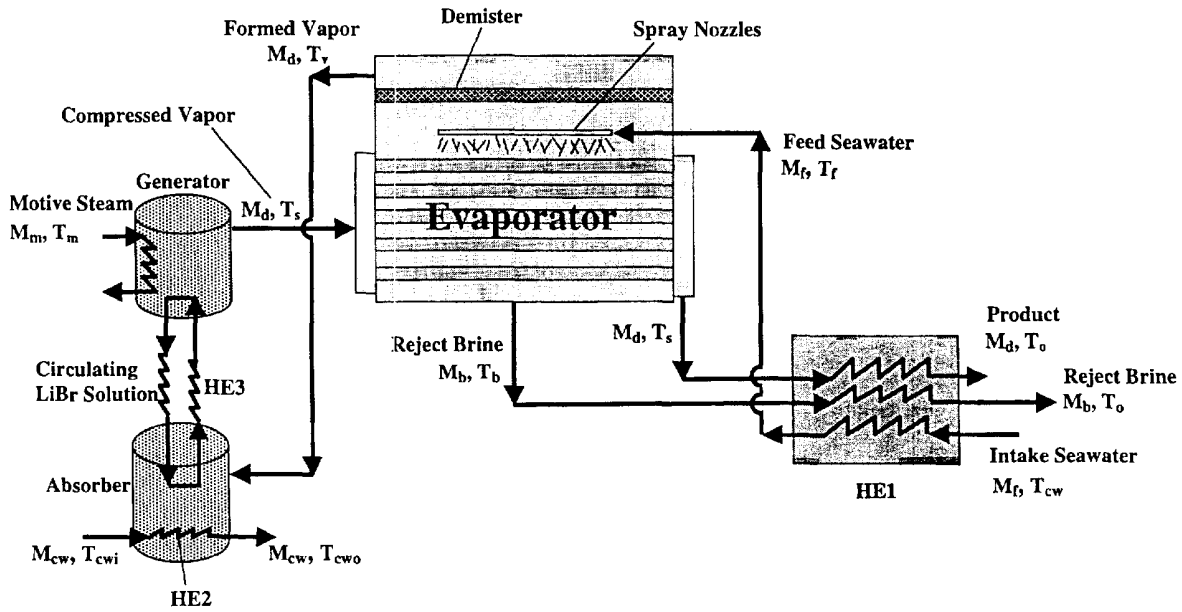 Demister
Formed Vapor
M_d, T_v
Spray Nozzles
Compressed Vapor
Feed Seawater
M_f, T_f
Generator
Motive Steam
M_m, T_m
M_d, T_s
Evaporator
Product
M_d, T_o
M_d, T_s
Reject Brine
M_b, T_b
Reject Brine
M_b, T_o
Circulating
LiBr Solution
HE3
Intake Seawater
M_f, T_cw
HE1
Absorber
M_cw, T_cwi
M_cw, T_cwo
HE2